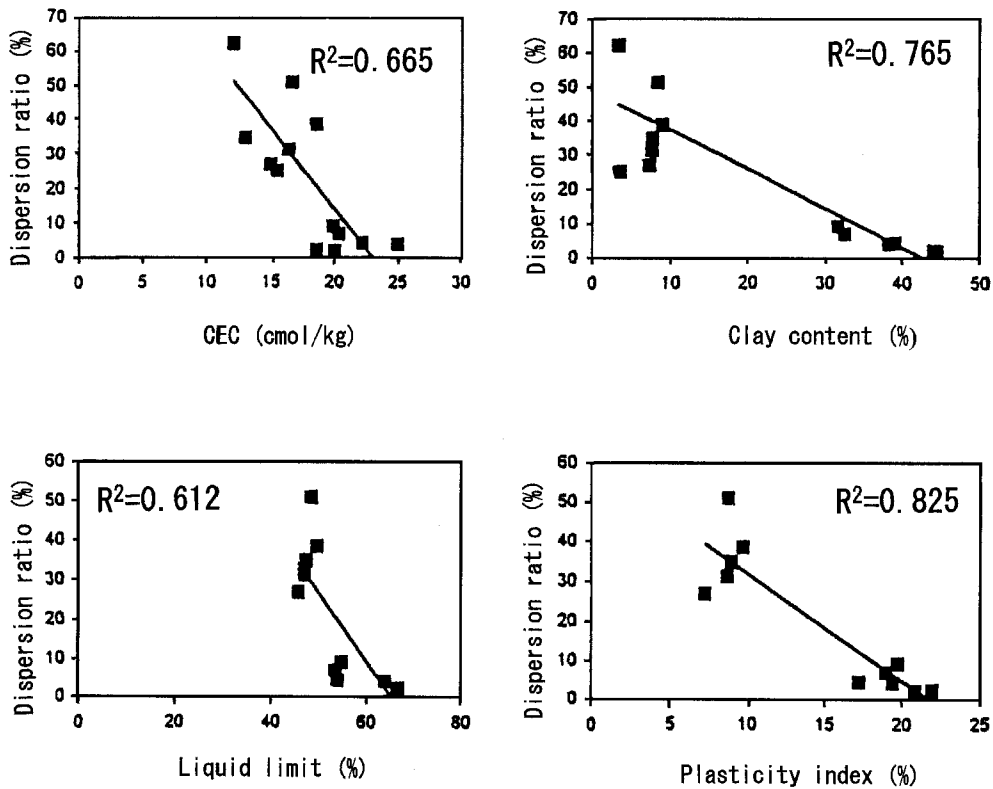 70
60
50
40
30
20
10
0
Dispersion ratio (%)
R²=0.665
0 5 10 15 20 25 30
CEC (cmol/kg)
70
60
50
40
30
20
10
0
Dispersion ratio (%)
R²=0.765
0 10 20 30 40 50
Clay content (%)
60
50
40
30
20
10
0
Dispersion ratio (%)
R²=0.612
0 20 40 60 80
Liquid limit (%)
60
50
40
30
20
10
0
Dispersion ratio (%)
R²=0.825
0 5 10 15 20 25
Plasticity index (%)